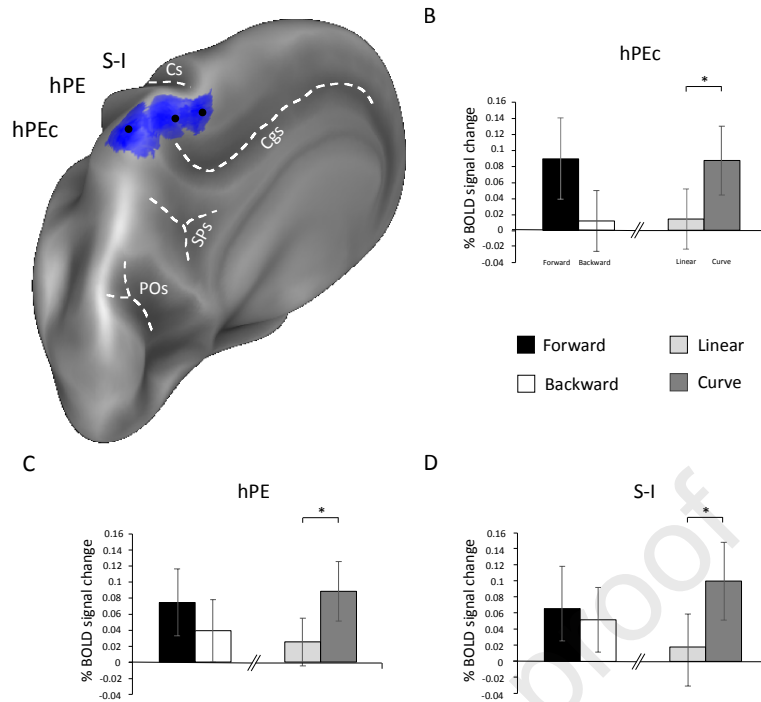 B
S-I
hPE
hPEc
Cs
Cgs
SPs
POs
hPEc
*
% BOLD signal change
0.16
0.14
0.12
0.1
0.08
0.06
0.04
0.02
0
-0.02
-0.04
Forward
Backward
Linear
Curve
Forward
Linear
Backward
Curve
C
hPE
*
% BOLD signal change
0.16
0.14
0.12
0.1
0.08
0.06
0.04
0.02
0
-0.02
-0.04
D
S-I
*
% BOLD signal change
0.16
0.14
0.12
0.1
0.08
0.06
0.04
0.02
0
-0.02
-0.04
proof